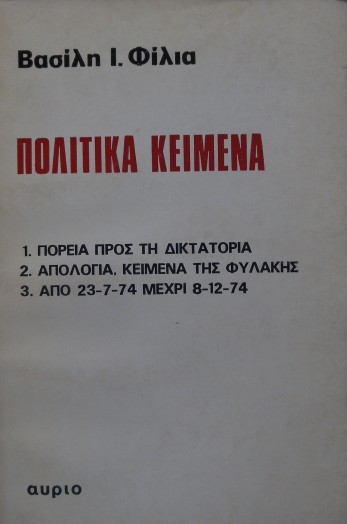 Βασίλη Ι. Φίλια
ΠΟΛΙΤΙΚΑ ΚΕΙΜΕΝΑ
1. ΠΟΡΕΙΑ ΠΡΟΣ ΤΗ ΔΙΚΤΑΤΟΡΙΑ
2. ΑΠΟΛΟΓΙΑ, ΚΕΙΜΕΝΑ ΤΗΣ ΦΥΛΑΚΗΣ
3. ΑΠΟ 23-7-74 ΜΕΧΡΙ 8-12-74
αυριο